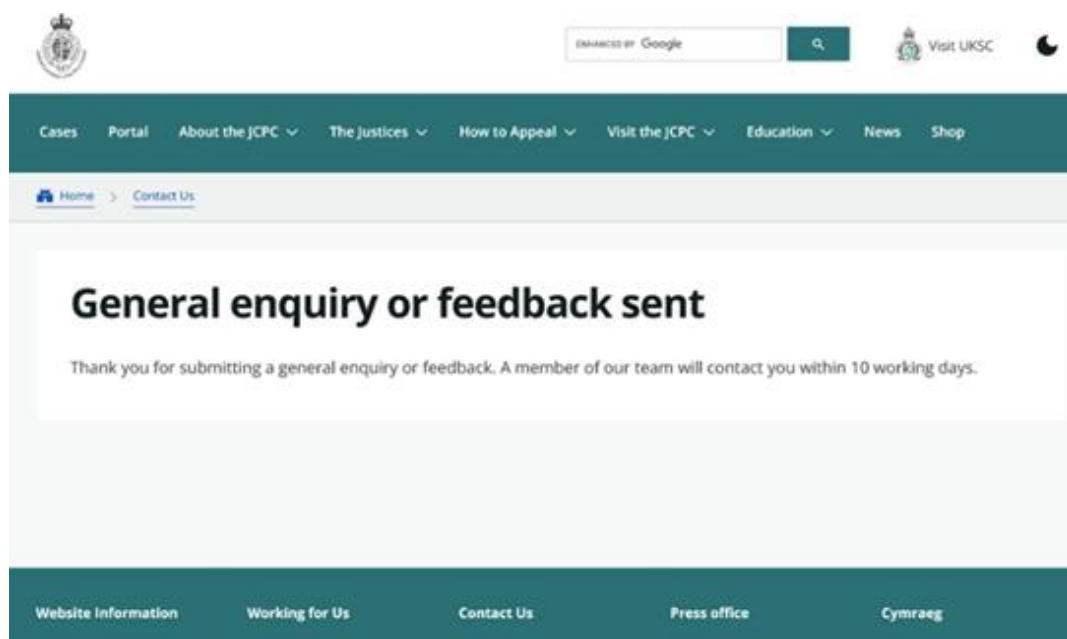 ENHANCED BY Google
Visit UKSC
Cases Portal About the JCPC The Justices How to Appeal Visit the JCPC Education News Shop
Home > Contact Us
General enquiry or feedback sent
Thank you for submitting a general enquiry or feedback. A member of our team will contact you within 10 working days.
Website Information Working for Us Contact Us Press office Cymraeg